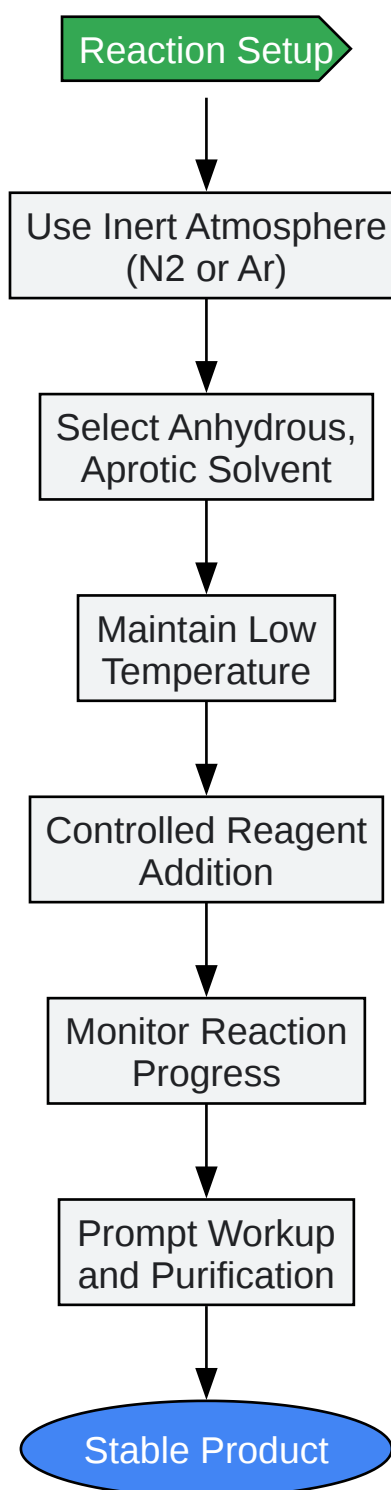 Reaction Setup
Use Inert Atmosphere
(N2 or Ar)
Select Anhydrous,
Aprotic Solvent
Maintain Low
Temperature
Controlled Reagent
Addition
Monitor Reaction
Progress
Prompt Workup
and Purification
Stable Product